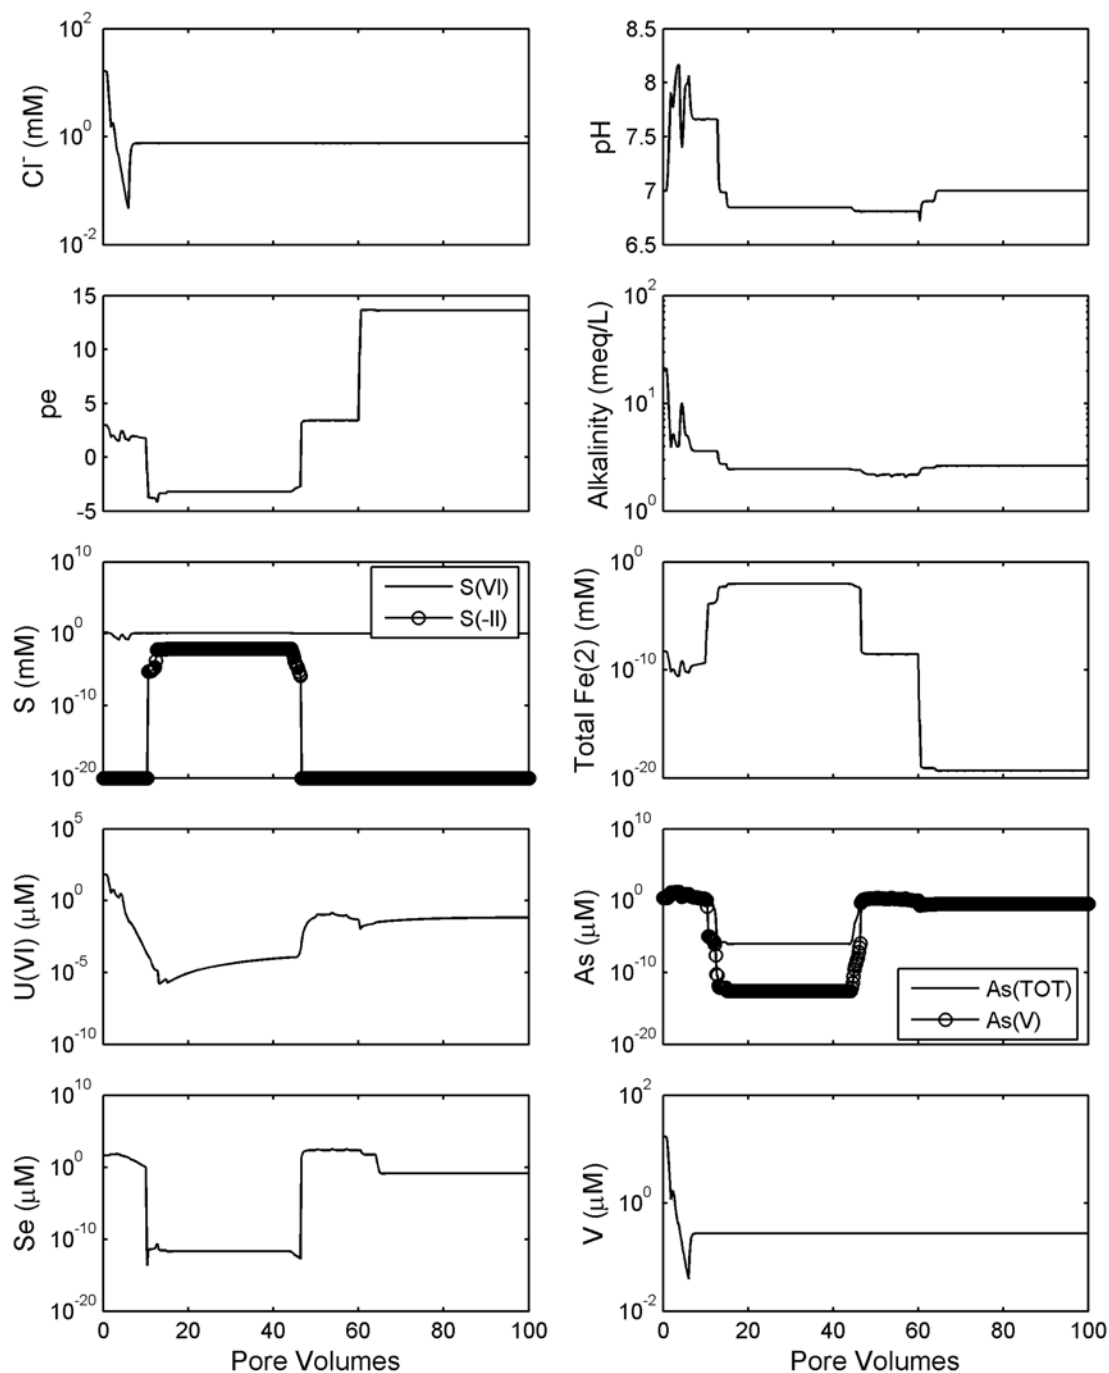 10^2
10^0
10^-2
Cl^- (mM)
8.5
8
7.5
7
6.5
pH
15
10
5
0
-5
pe
10^2
10^1
10^0
Alkalinity (meq/L)
10^10
10^0
10^-10
10^-20
S (mM)
S(VI)
S(-II)
10^0
10^-10
10^-20
Total Fe(2) (mM)
10^5
10^0
10^-5
10^-10
U(VI) (μM)
10^10
10^0
10^-10
10^-20
As (μM)
As(TOT)
As(V)
10^10
10^0
10^-10
10^-20
Se (μM)
0 20 40 60 80 100
Pore Volumes
10^2
10^0
10^-2
V (μM)
0 20 40 60 80 100
Pore Volumes